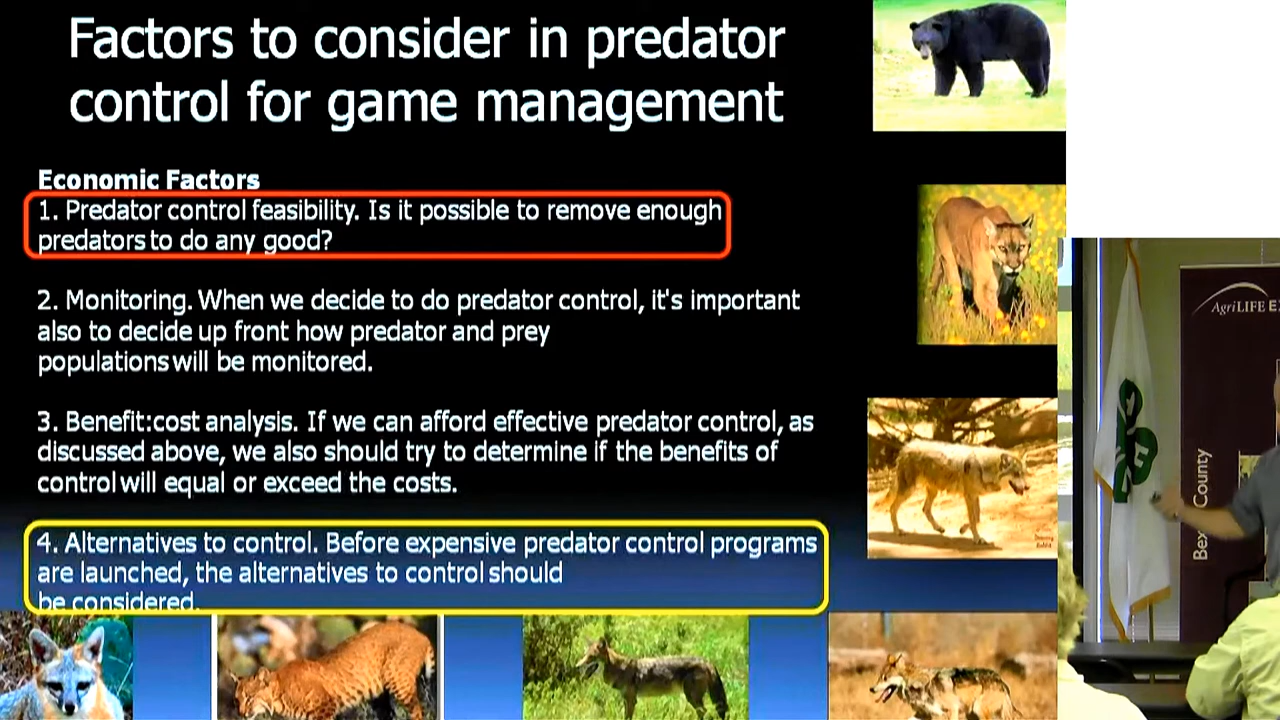 Factors to consider in predator
control for game management
Economic Factors
1. Predator control feasibility. Is it possible to remove enough
predators to do any good?
2. Monitoring. When we decide to do predator control, it's important
also to decide up front how predator and prey
populations will be monitored.
3. Benefit:cost analysis. If we can afford effective predator control, as
discussed above, we also should try to determine if the benefits of
control will equal or exceed the costs.
4. Alternatives to control. Before expensive predator control programs
are launched, the alternatives to control should
be considered.
AgriLIFE E
Bex County